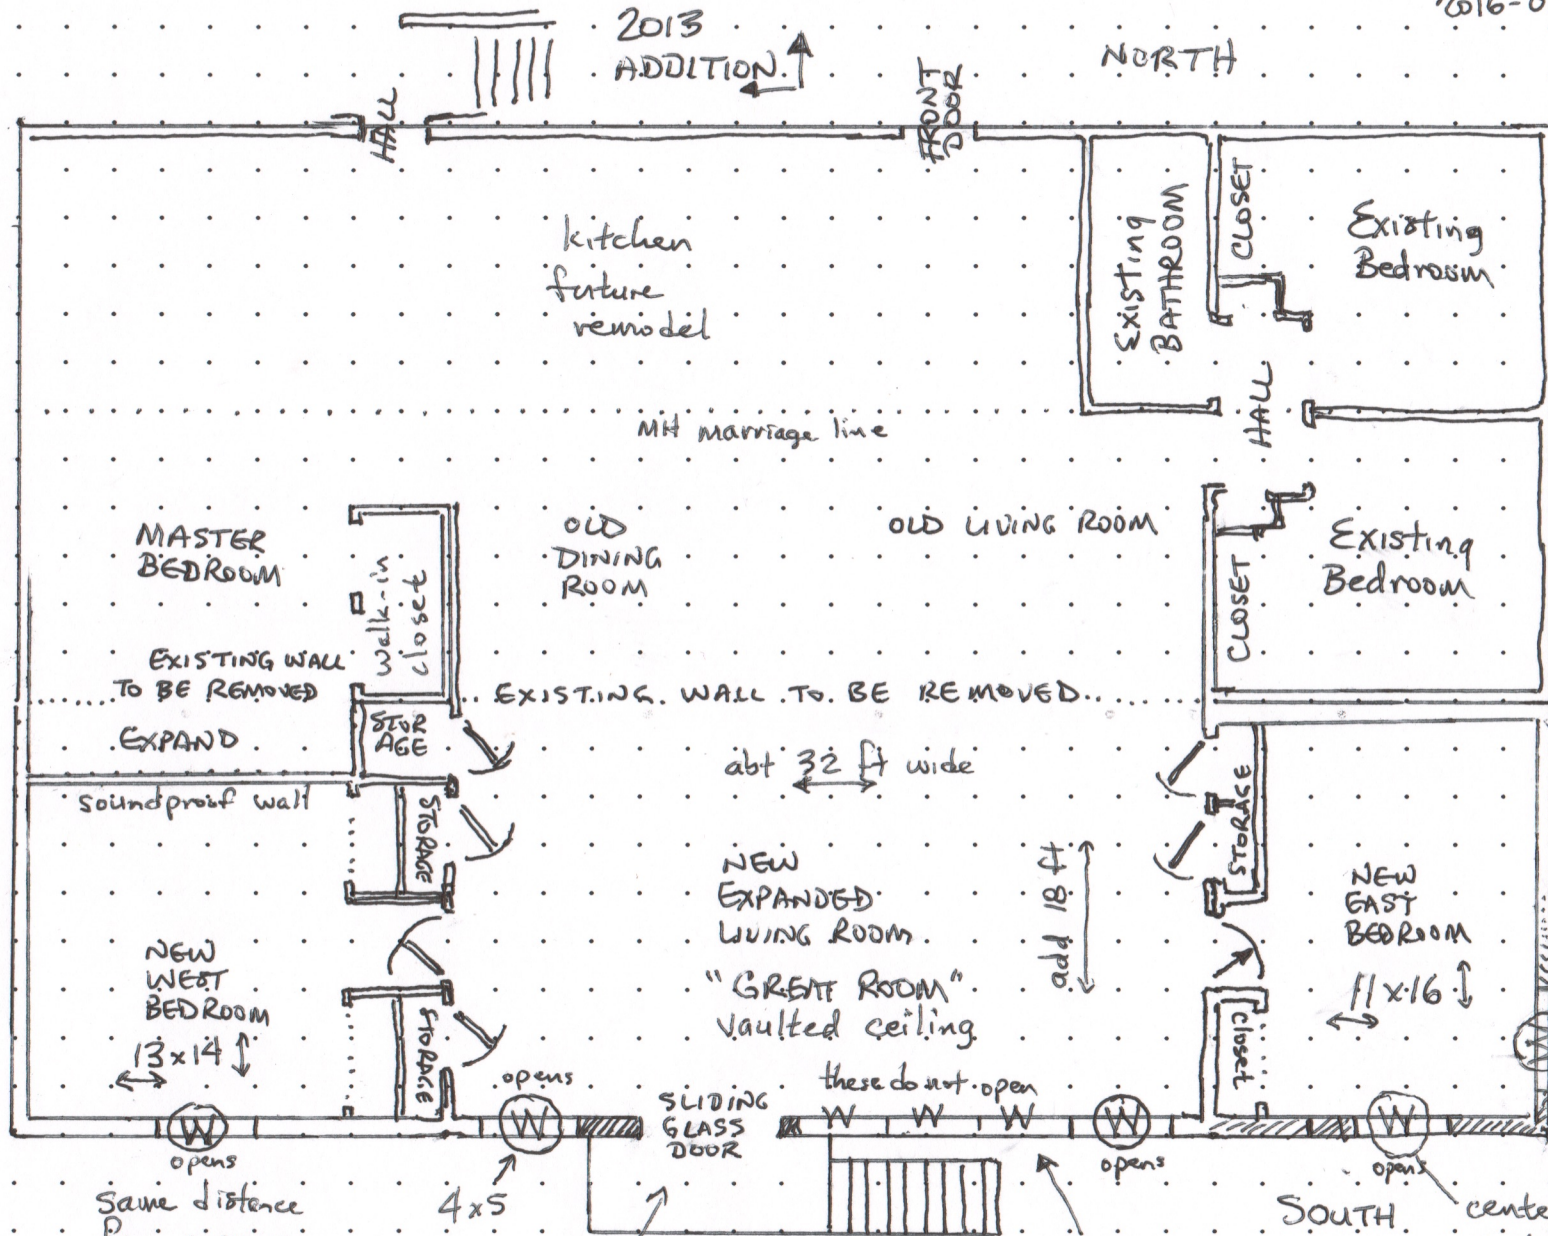 2016-0
2013
ADDITION
NORTH
HALL
FRONT
DOOR
kitchen
future
remodel
Existing
BATHROOM
CLOSET
Existing
Bedroom
HALL
MH marriage line
MASTER
BEDROOM
Walk-in
closet
OLD
DINING
ROOM
OLD LIVING ROOM
CLOSET
Existing
Bedroom
EXISTING WALL
TO BE REMOVED
EXISTING WALL TO BE REMOVED
EXPAND
STOR
AGE
abt 32 ft wide
soundproof wall
STORAGE
STORAGE
NEW
EXPANDED
LIVING ROOM
"GREAT ROOM"
vaulted ceiling
add 18 ft
NEW
EAST
BEDROOM
11x16
NEW
WEST
BEDROOM
13x14
STORAGE
closet
W
opens
opens
W
SLIDING
GLASS
DOOR
these do not open
W W W
W
opens
W
opens
W
same distance
4x5
SOUTH
cente